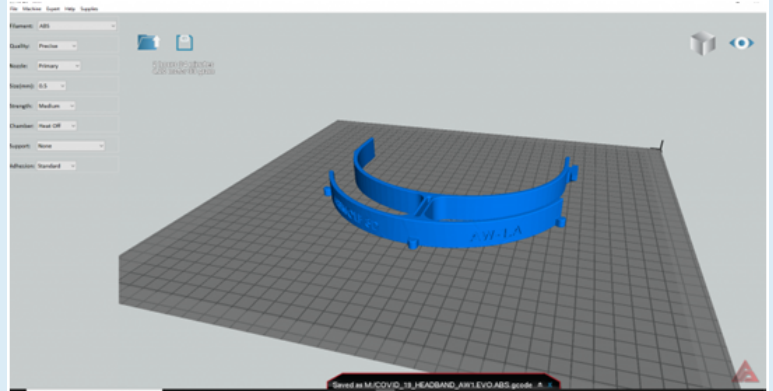 File Machine Expert Help Supplies
Filament: ABS
Quality: Precise
Nozzle: Primary
Size(mm): 0.5
Strength: Medium
Chamber: Heat Off
Support: None
Adhesion: Standard
AW-LA
Saved as M:/COVID_19_HEADBAND_AW1.EVO.ABS.gcode